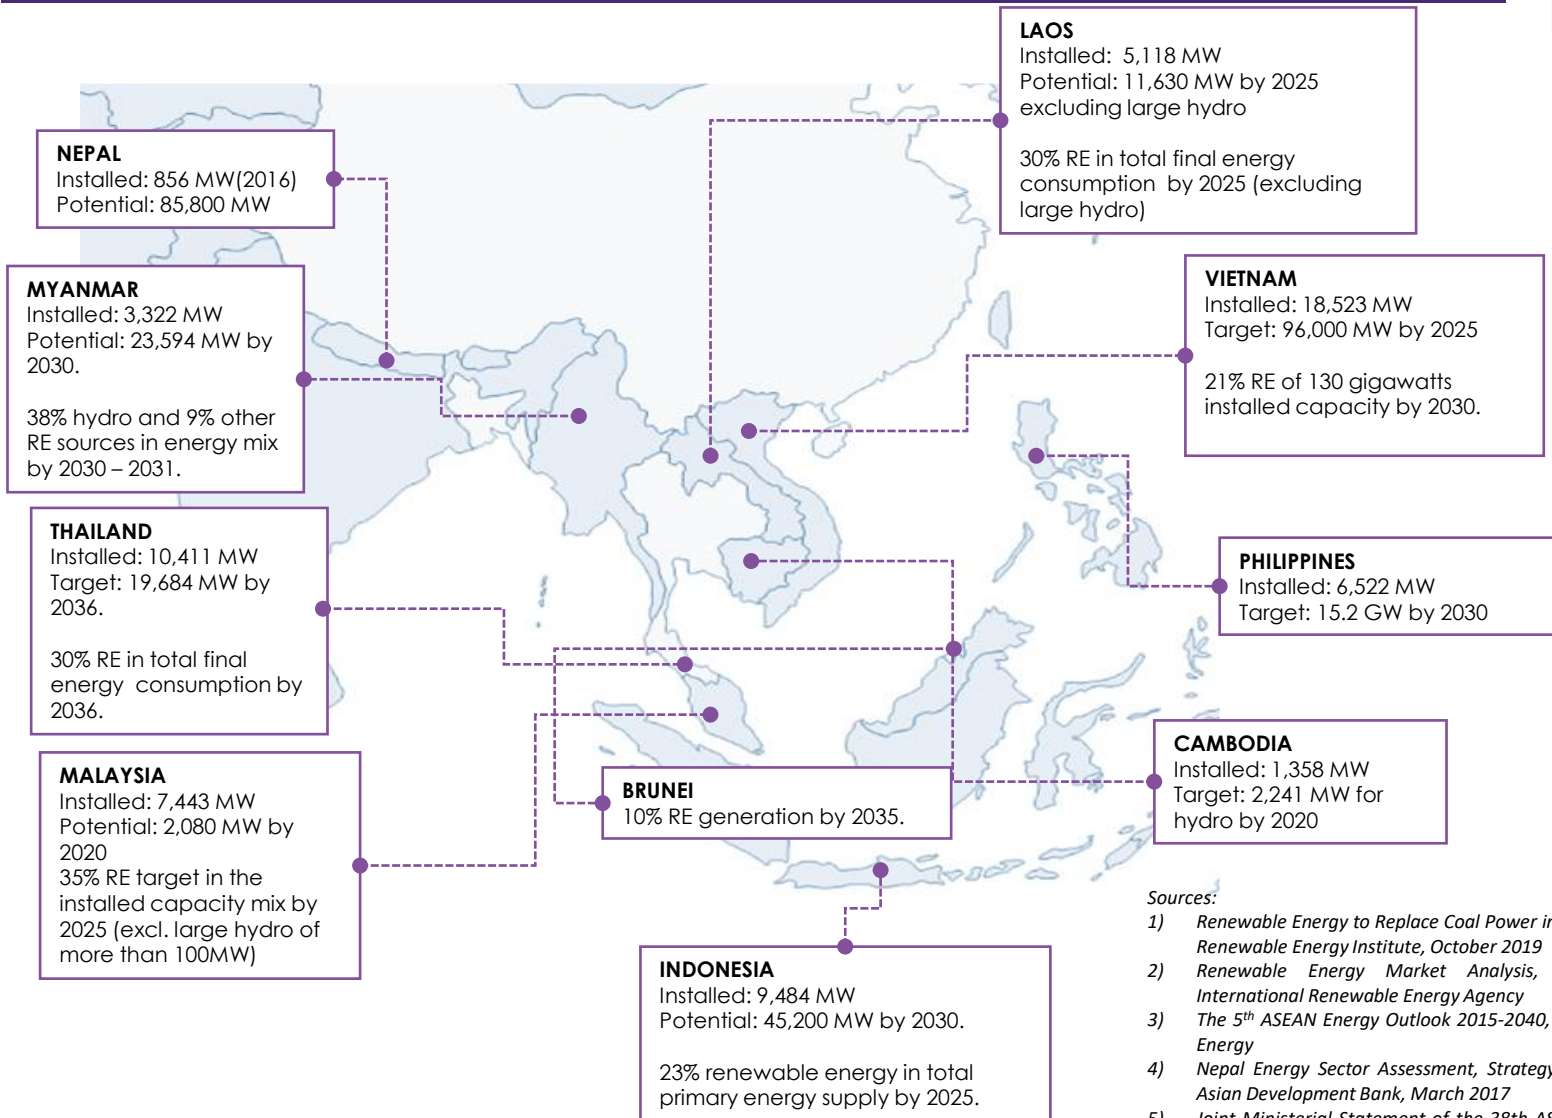 LAOS
Installed:  5,118 MW
Potential: 11,630 MW by 2025
excluding large hydro
30% RE in total final energy
consumption  by 2025 (excluding
large hydro)
NEPAL
Installed: 856 MW(2016)
Potential: 85,800 MW
MYANMAR
Installed: 3,322 MW
Potential: 23,594 MW by
2030.
38% hydro and 9% other
RE sources in energy mix
by 2030 – 2031.
VIETNAM
Installed: 18,523 MW
Target: 96,000 MW by 2025
21% RE of 130 gigawatts
installed capacity by 2030.
THAILAND
Installed: 10,411 MW
Target: 19,684 MW by
2036.
30% RE in total final
energy  consumption by
2036.
PHILIPPINES
Installed: 6,522 MW
Target: 15.2 GW by 2030
MALAYSIA
Installed: 7,443 MW
Potential: 2,080 MW by
2020
35% RE target in the
installed capacity mix by
2025 (excl. large hydro of
more than 100MW)
BRUNEI
10% RE generation by 2035.
CAMBODIA
Installed: 1,358 MW
Target: 2,241 MW for
hydro by 2020
INDONESIA
Installed: 9,484 MW
Potential: 45,200 MW by 2030.
23% renewable energy in total
primary energy supply by 2025.
Sources:
1) Renewable Energy to Replace Coal Power in
Renewable Energy Institute, October 2019
2) Renewable Energy Market Analysis,
International Renewable Energy Agency
3) The 5th ASEAN Energy Outlook 2015-2040,
Energy
4) Nepal Energy Sector Assessment, Strategy
Asian Development Bank, March 2017
5) Joint Ministerial Statement of the 38th